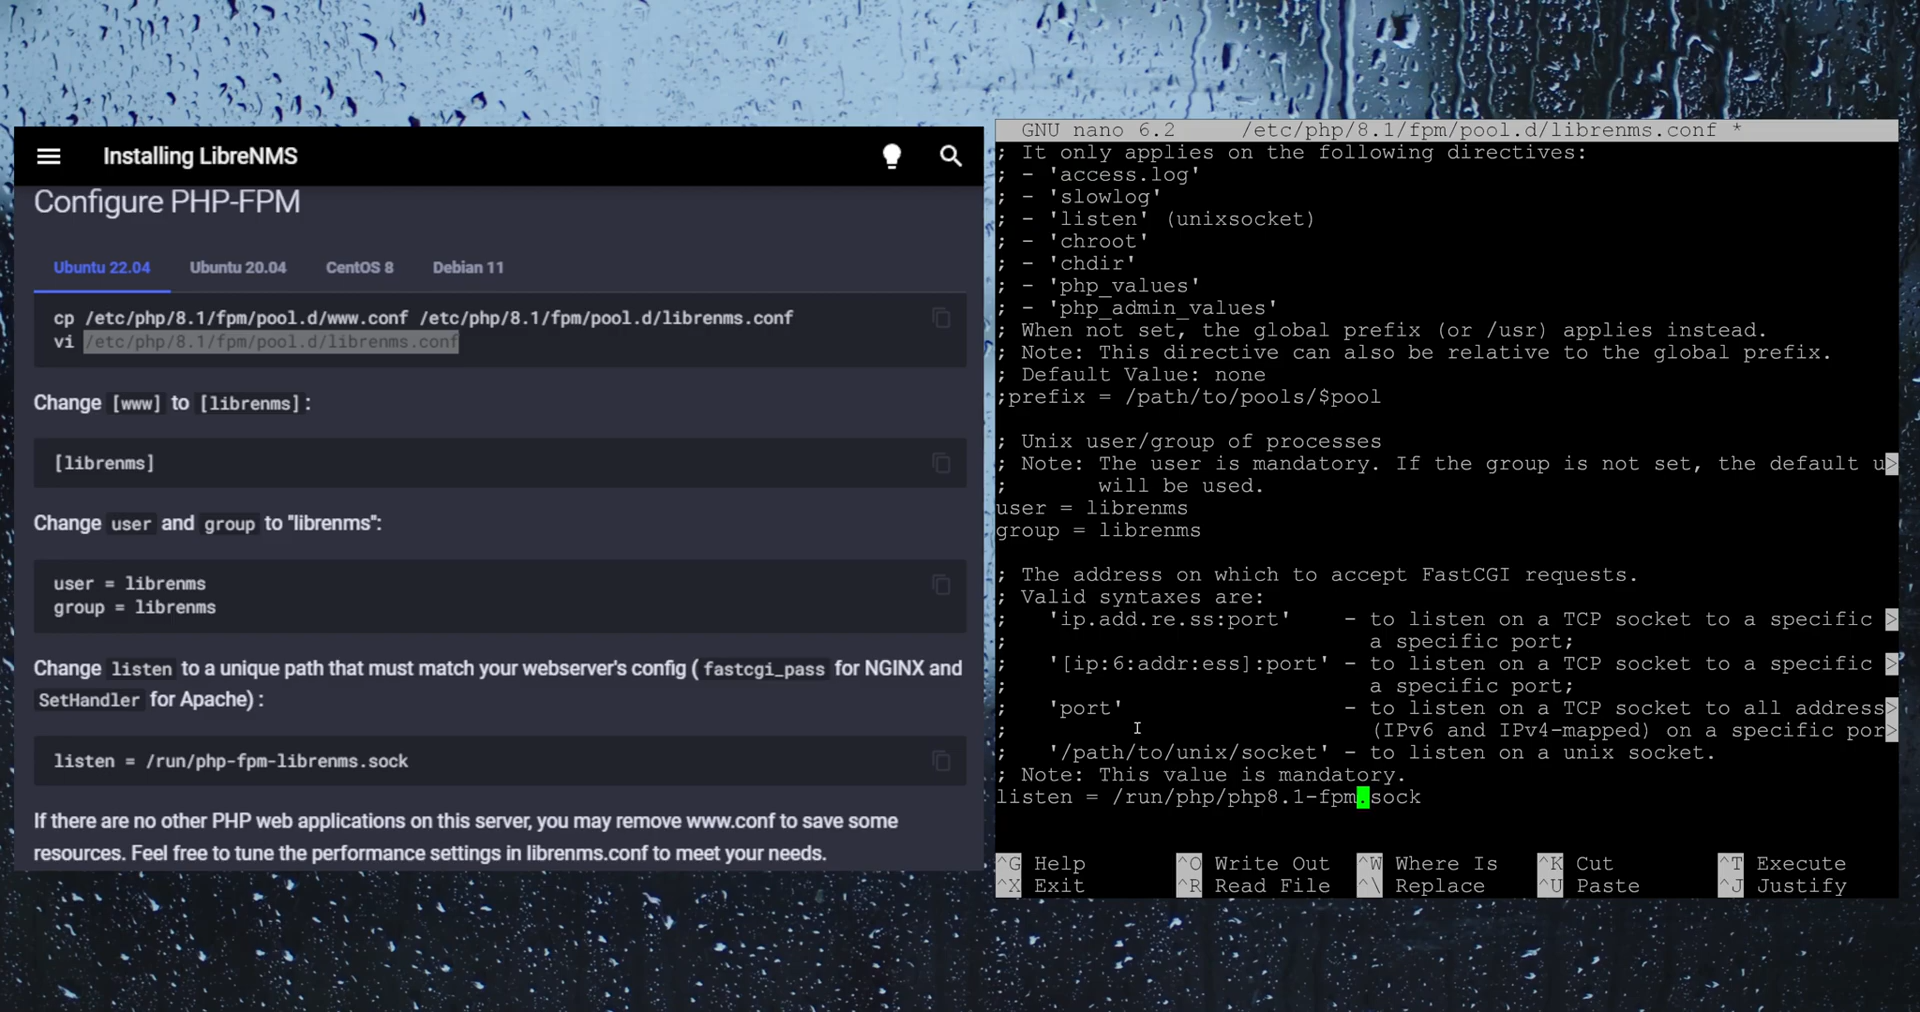 Installing LibreNMS
Configure PHP-FPM
Ubuntu 22.04 Ubuntu 20.04 CentOS 8 Debian 11
cp /etc/php/8.1/fpm/pool.d/www.conf /etc/php/8.1/fpm/pool.d/librenms.conf
vi /etc/php/8.1/fpm/pool.d/librenms.conf
Change [www] to [librenms]:
[librenms]
Change user and group to "librenms":
user = librenms
group = librenms
Change listen to a unique path that must match your webserver's config ( fastcgi_pass for NGINX and
SetHandler for Apache) :
listen = /run/php-fpm-librenms.sock
If there are no other PHP web applications on this server, you may remove www.conf to save some
resources. Feel free to tune the performance settings in librenms.conf to meet your needs.
GNU nano 6.2 /etc/php/8.1/fpm/pool.d/librenms.conf *
; It only applies on the following directives:
; - 'access.log'
; - 'slowlog'
; - 'listen' (unixsocket)
; - 'chroot'
; - 'chdir'
; - 'php_values'
; - 'php_admin_values'
; When not set, the global prefix (or /usr) applies instead.
; Note: This directive can also be relative to the global prefix.
; Default Value: none
;prefix = /path/to/pools/$pool
; Unix user/group of processes
; Note: The user is mandatory. If the group is not set, the default u>
; will be used.
user = librenms
group = librenms
; The address on which to accept FastCGI requests.
; Valid syntaxes are:
; 'ip.add.re.ss:port' - to listen on a TCP socket to a specific >
; a specific port;
; '[ip:6:addr:ess]:port' - to listen on a TCP socket to a specific >
; a specific port;
; 'port' - to listen on a TCP socket to all address>
; (IPv6 and IPv4-mapped) on a specific por>
; '/path/to/unix/socket' - to listen on a unix socket.
; Note: This value is mandatory.
listen = /run/php/php8.1-fpm.sock
^G Help ^O Write Out ^W Where Is ^K Cut ^T Execute
^X Exit ^R Read File ^\ Replace ^U Paste ^J Justify